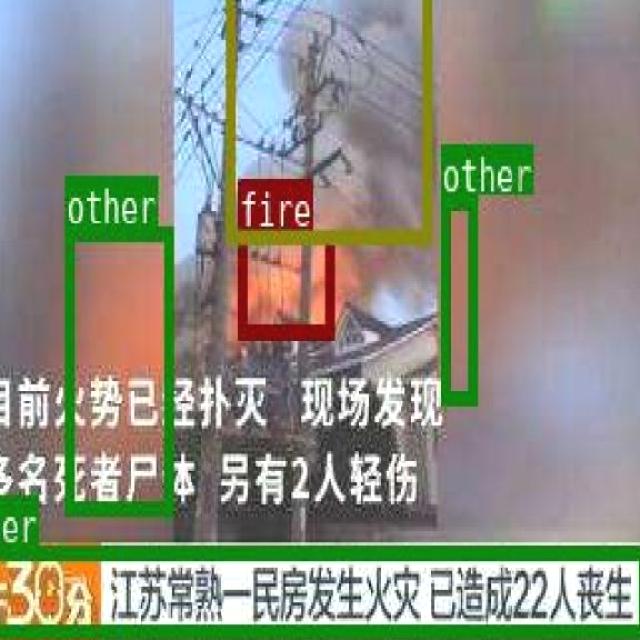 other
fire
other
目前火势已经扑灭 现场发现
多名死者尸体 另有2人轻伤
er
30分
江苏常熟一民房发生火灾 已造成22人丧生